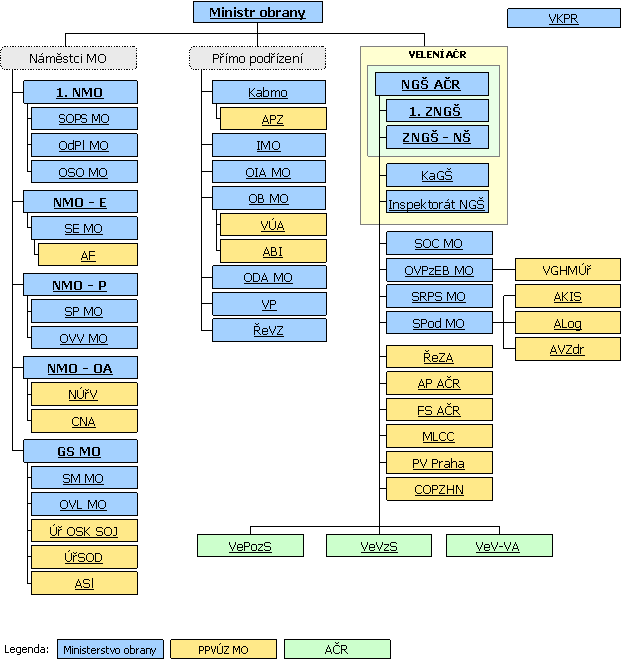 Ministr obrany
VKPR
Náměstci MO
1. NMO
SOPS MO
OdPl MO
OSO MO
NMO - E
SE MO
AF
NMO - P
SP MO
OVV MO
NMO - OA
NÚřV
CNA
GS MO
SM MO
OVL MO
Úř OSK SOJ
ÚřSOD
ASl
Přímo podřízení
Kabmo
APZ
IMO
OIA MO
OB MO
VÚA
ABI
ODA MO
VP
ŘeVZ
VELENÍ AČR
NGŠ AČR
1. ZNGŠ
ZNGŠ - NŠ
KaGŠ
Inspektorát NGŠ
SOC MO
OVPzEB MO
VGHMÚř
SRPS MO
SPod MO
AKIS
ALog
AVZdr
ŘeZA
AP AČR
FS AČR
MLCC
PV Praha
COPZHN
VePozS
VeVzS
VeV-VA
Legenda:
Ministerstvo obrany
PPVÚZ MO
AČR